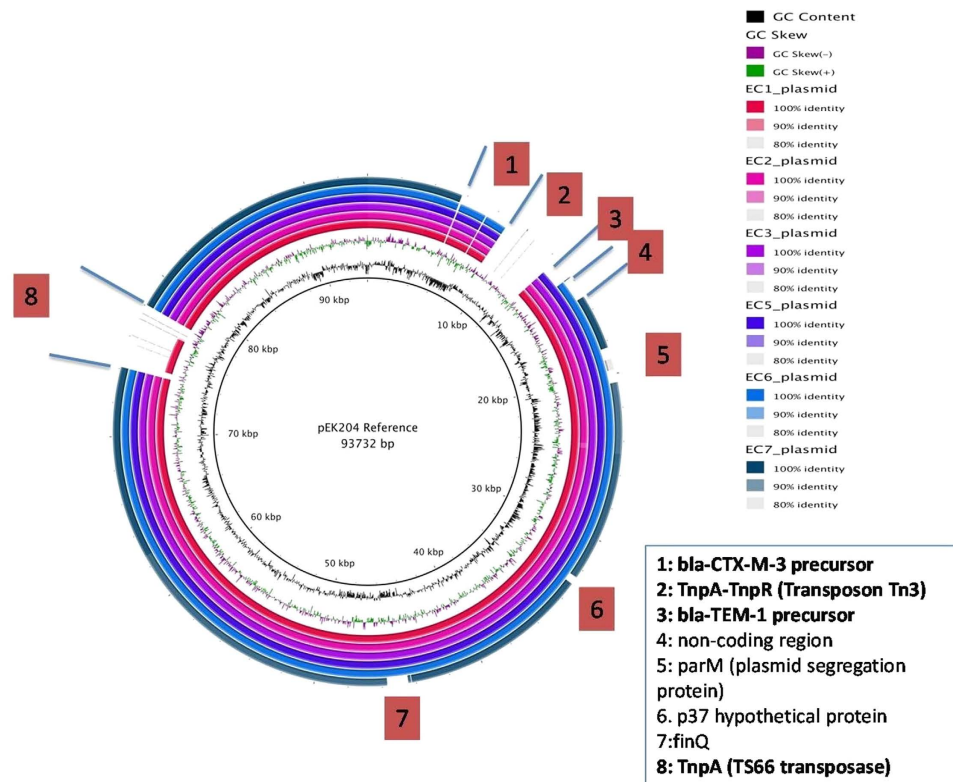 GC Content
GC Skew
GC Skew(-)
GC Skew(+)
EC1_plasmid
100% identity
90% identity
80% identity
EC2_plasmid
100% identity
90% identity
80% identity
EC3_plasmid
100% identity
90% identity
80% identity
EC5_plasmid
100% identity
90% identity
80% identity
EC6_plasmid
100% identity
90% identity
80% identity
EC7_plasmid
100% identity
90% identity
80% identity
1
2
3
4
5
6
7
8
90 kbp
10 kbp
80 kbp
20 kbp
pEK204 Reference
93732 bp
70 kbp
30 kbp
60 kbp
40 kbp
50 kbp
1: bla-CTX-M-3 precursor
2: TnpA-TnpR (Transposon Tn3)
3: bla-TEM-1 precursor
4: non-coding region
5: parM (plasmid segregation
protein)
6. p37 hypothetical protein
7:finQ
8: TnpA (TS66 transposase)